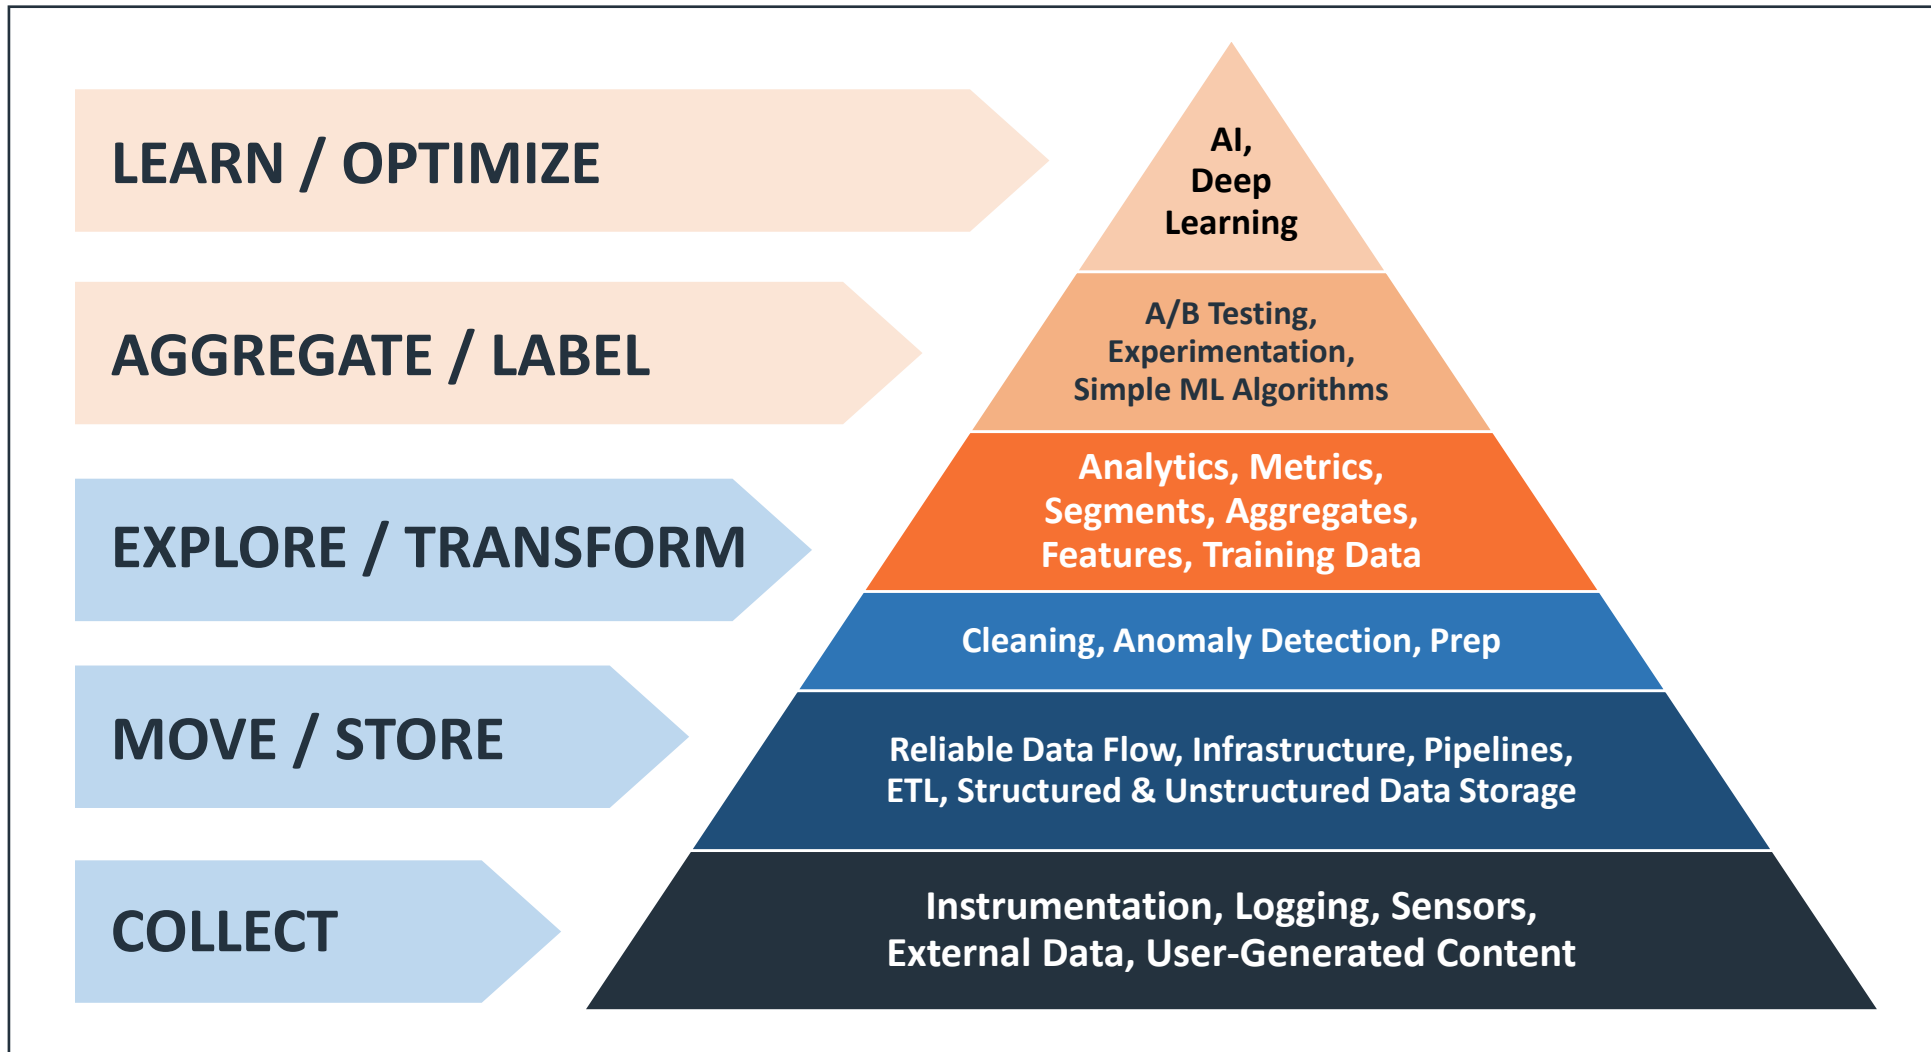 LEARN / OPTIMIZE
AI,
Deep
Learning
AGGREGATE / LABEL
A/B Testing,
Experimentation,
Simple ML Algorithms
EXPLORE / TRANSFORM
Analytics, Metrics,
Segments, Aggregates,
Features, Training Data
Cleaning, Anomaly Detection, Prep
MOVE / STORE
Reliable Data Flow, Infrastructure, Pipelines,
ETL, Structured & Unstructured Data Storage
COLLECT
Instrumentation, Logging, Sensors,
External Data, User-Generated Content